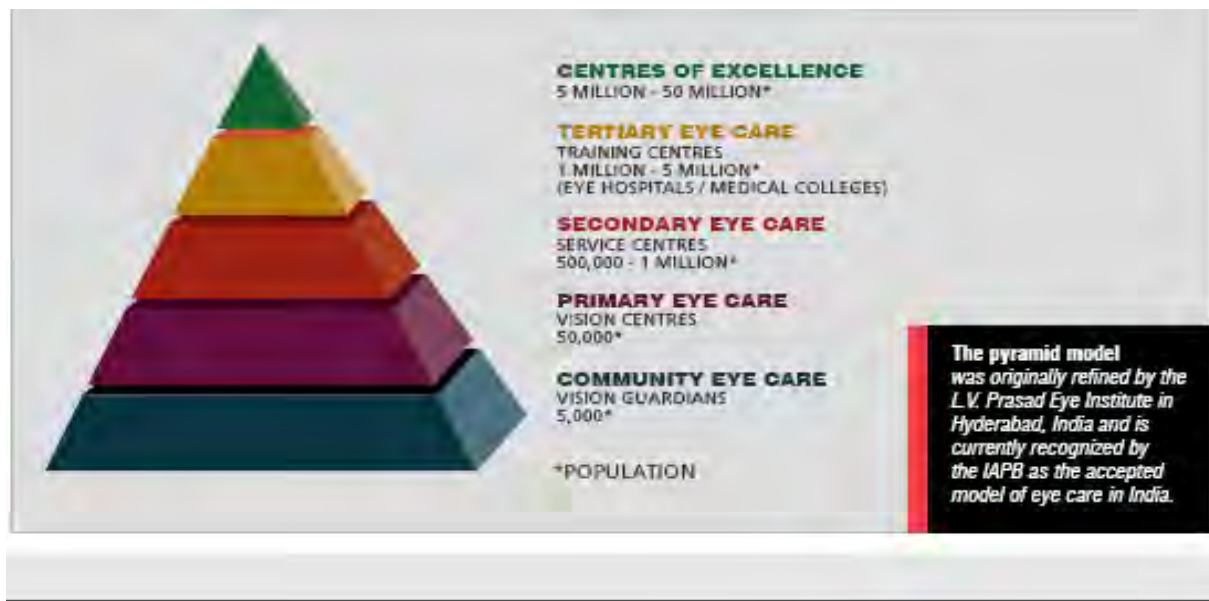 CENTRES OF EXCELLENCE
5 MILLION - 50 MILLION*
TERTIARY EYE CARE
TRAINING CENTRES
1 MILLION - 5 MILLION*
(EYE HOSPITALS / MEDICAL COLLEGES)
SECONDARY EYE CARE
SERVICE CENTRES
500,000 - 1 MILLION*
PRIMARY EYE CARE
VISION CENTRES
50,000*
COMMUNITY EYE CARE
VISION GUARDIANS
5,000*
*POPULATION
The pyramid model
was originally refined by the
L.V. Prasad Eye Institute in
Hyderabad, India and is
currently recognized by
the IAPB as the accepted
model of eye care in India.